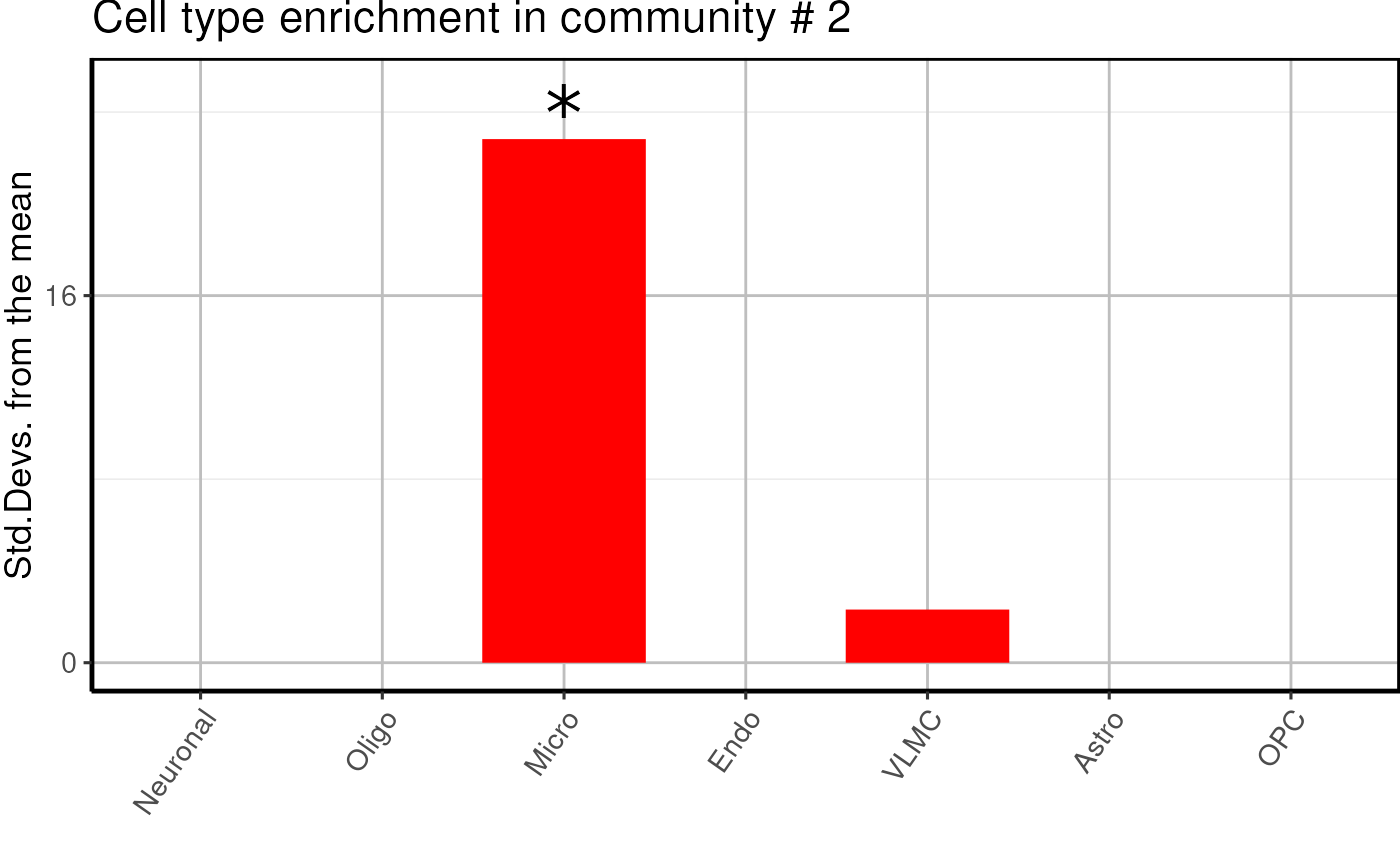 Cell type enrichment in community # 2
*
Std.Devs. from the mean
16
0
Neuronal
Oligo
Micro
Endo
VLMC
Astro
OPC